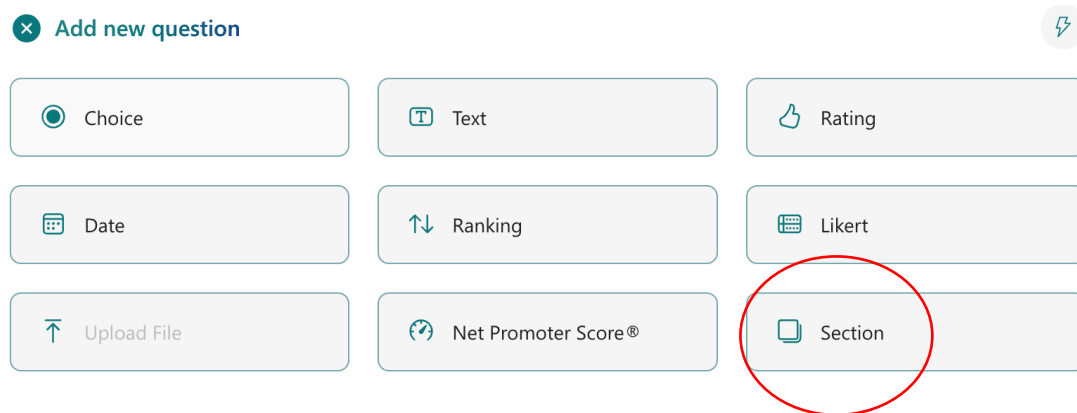 Add new question
Choice
Text
Rating
Date
Ranking
Likert
Upload File
Net Promoter Score®
Section